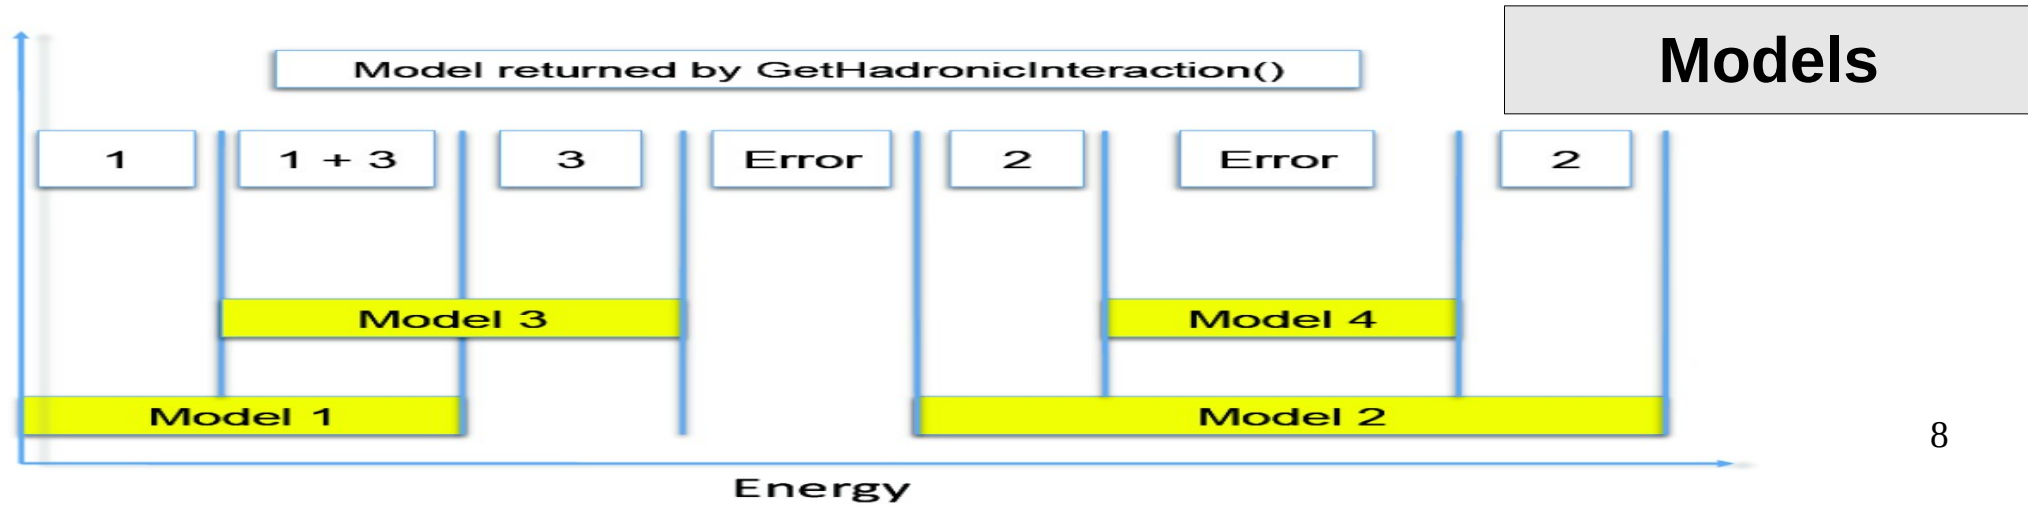 Models
Model returned by GetHadronicInteraction()
1
1 + 3
3
Error
2
Error
2
Model 3
Model 4
Model 1
Model 2
8
Energy